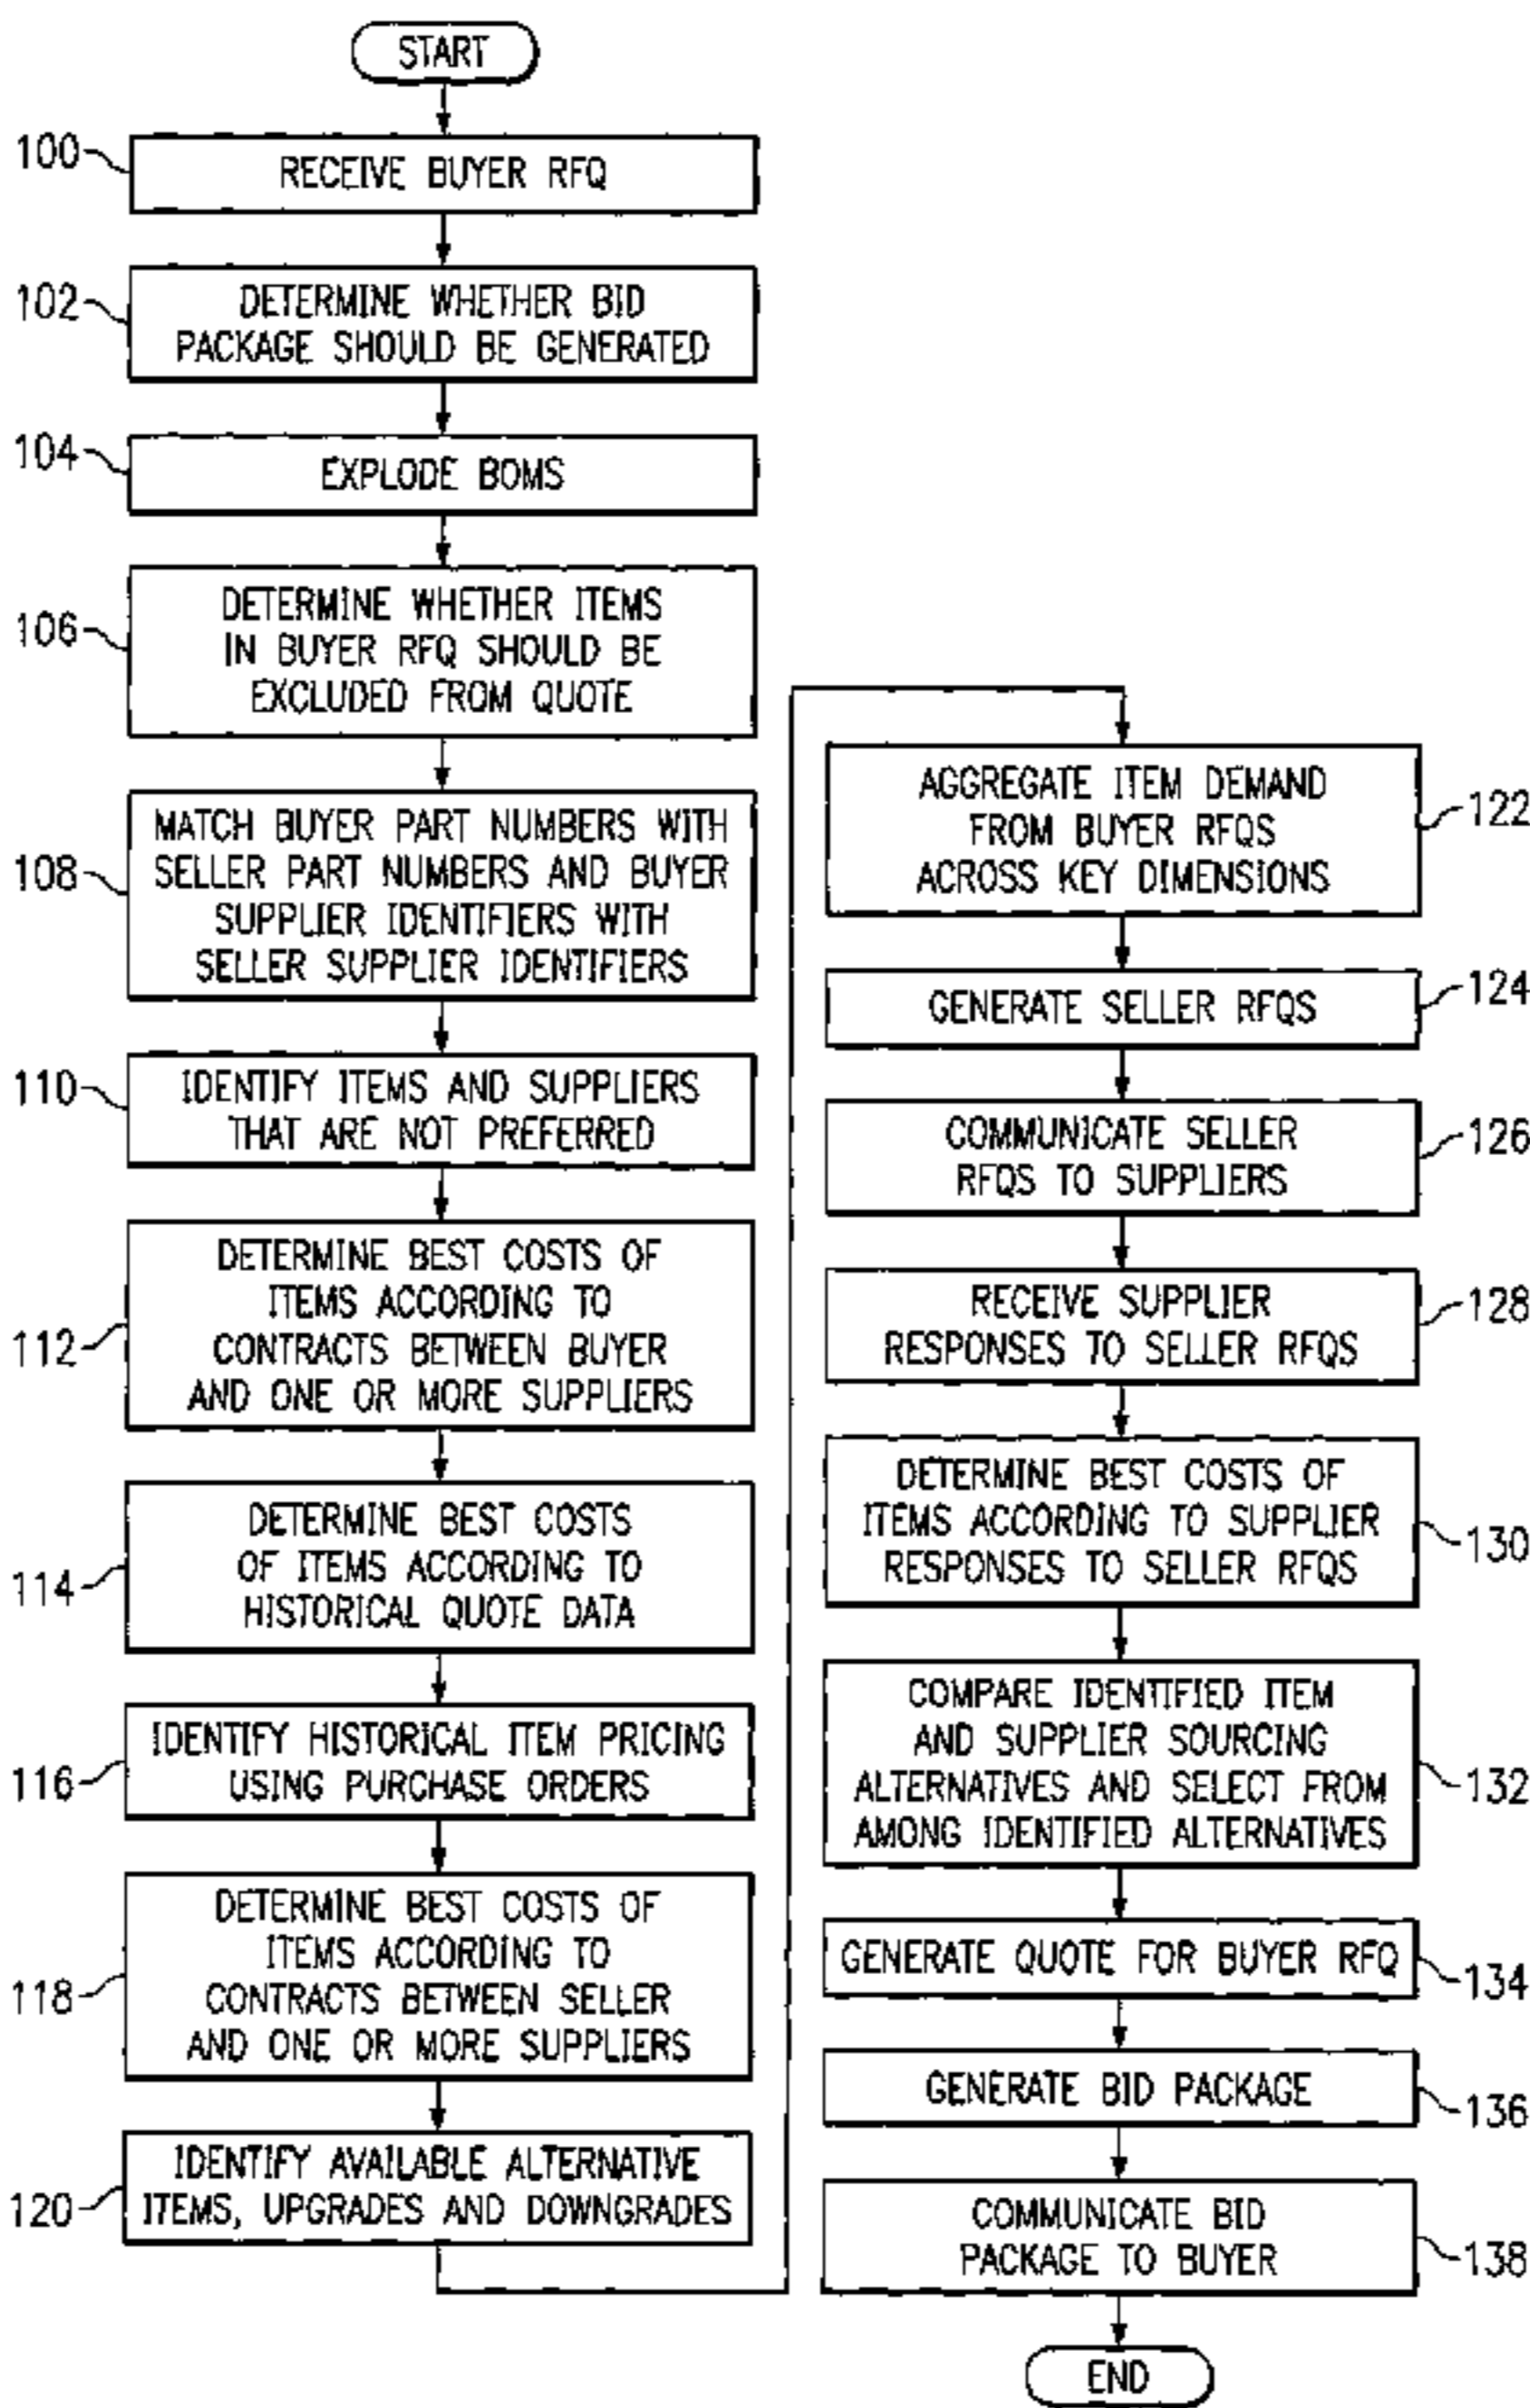 START
100
RECEIVE BUYER RFQ
102
DETERMINE WHETHER BID
PACKAGE SHOULD BE GENERATED
104
EXPLODE BOMS
106
DETERMINE WHETHER ITEMS
IN BUYER RFQ SHOULD BE
EXCLUDED FROM QUOTE
108
MATCH BUYER PART NUMBERS WITH
SELLER PART NUMBERS AND BUYER
SUPPLIER IDENTIFIERS WITH
SELLER SUPPLIER IDENTIFIERS
110
IDENTIFY ITEMS AND SUPPLIERS
THAT ARE NOT PREFERRED
112
DETERMINE BEST COSTS OF
ITEMS ACCORDING TO
CONTRACTS BETWEEN BUYER
AND ONE OR MORE SUPPLIERS
114
DETERMINE BEST COSTS
OF ITEMS ACCORDING TO
HISTORICAL QUOTE DATA
116
IDENTIFY HISTORICAL ITEM PRICING
USING PURCHASE ORDERS
118
DETERMINE BEST COSTS OF
ITEMS ACCORDING TO
CONTRACTS BETWEEN SELLER
AND ONE OR MORE SUPPLIERS
120
IDENTIFY AVAILABLE ALTERNATIVE
ITEMS, UPGRADES AND DOWNGRADES
AGGREGATE ITEM DEMAND
FROM BUYER RFQS
ACROSS KEY DIMENSIONS
122
GENERATE SELLER RFQS
124
COMMUNICATE SELLER
RFQS TO SUPPLIERS
126
RECEIVE SUPPLIER
RESPONSES TO SELLER RFQS
128
DETERMINE BEST COSTS OF
ITEMS ACCORDING TO SUPPLIER
RESPONSES TO SELLER RFQS
130
COMPARE IDENTIFIED ITEM
AND SUPPLIER SOURCING
ALTERNATIVES AND SELECT FROM
AMONG IDENTIFIED ALTERNATIVES
132
GENERATE QUOTE FOR BUYER RFQ
134
GENERATE BID PACKAGE
136
COMMUNICATE BID
PACKAGE TO BUYER
138
END